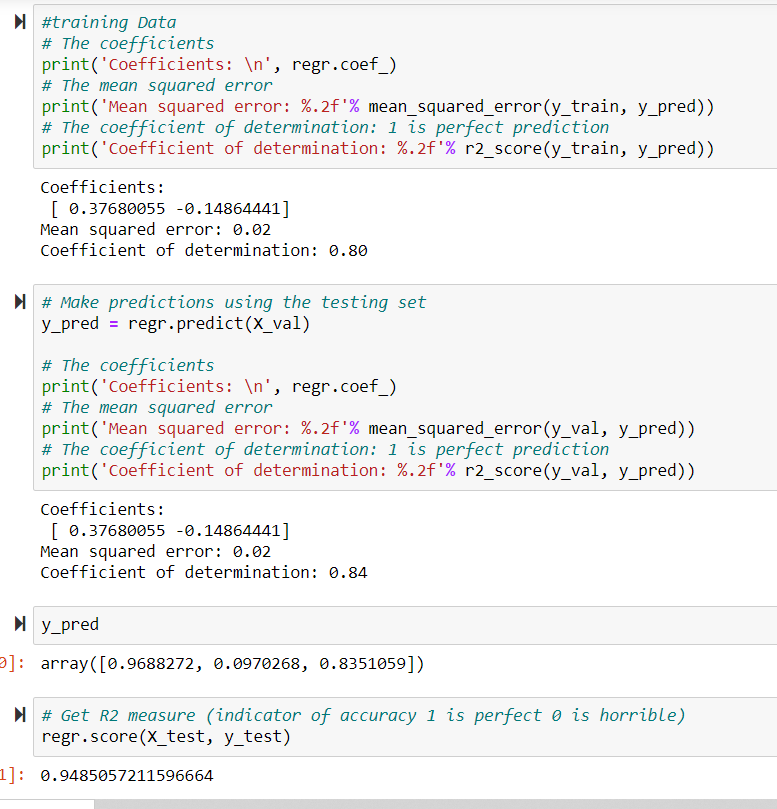 #training Data
# The coefficients
print('Coefficients: \n', regr.coef_)
# The mean squared error
print('Mean squared error: %.2f'% mean_squared_error(y_train, y_pred))
# The coefficient of determination: 1 is perfect prediction
print('Coefficient of determination: %.2f'% r2_score(y_train, y_pred))
Coefficients:
[ 0.37680055 -0.14864441]
Mean squared error: 0.02
Coefficient of determination: 0.80
# Make predictions using the testing set
y_pred = regr.predict(X_val)
# The coefficients
print('Coefficients: \n', regr.coef_)
# The mean squared error
print('Mean squared error: %.2f'% mean_squared_error(y_val, y_pred))
# The coefficient of determination: 1 is perfect prediction
print('Coefficient of determination: %.2f'% r2_score(y_val, y_pred))
Coefficients:
[ 0.37680055 -0.14864441]
Mean squared error: 0.02
Coefficient of determination: 0.84
y_pred
0]: array([0.9688272, 0.0970268, 0.8351059])
# Get R2 measure (indicator of accuracy 1 is perfect 0 is horrible)
regr.score(X_test, y_test)
1]: 0.9485057211596664